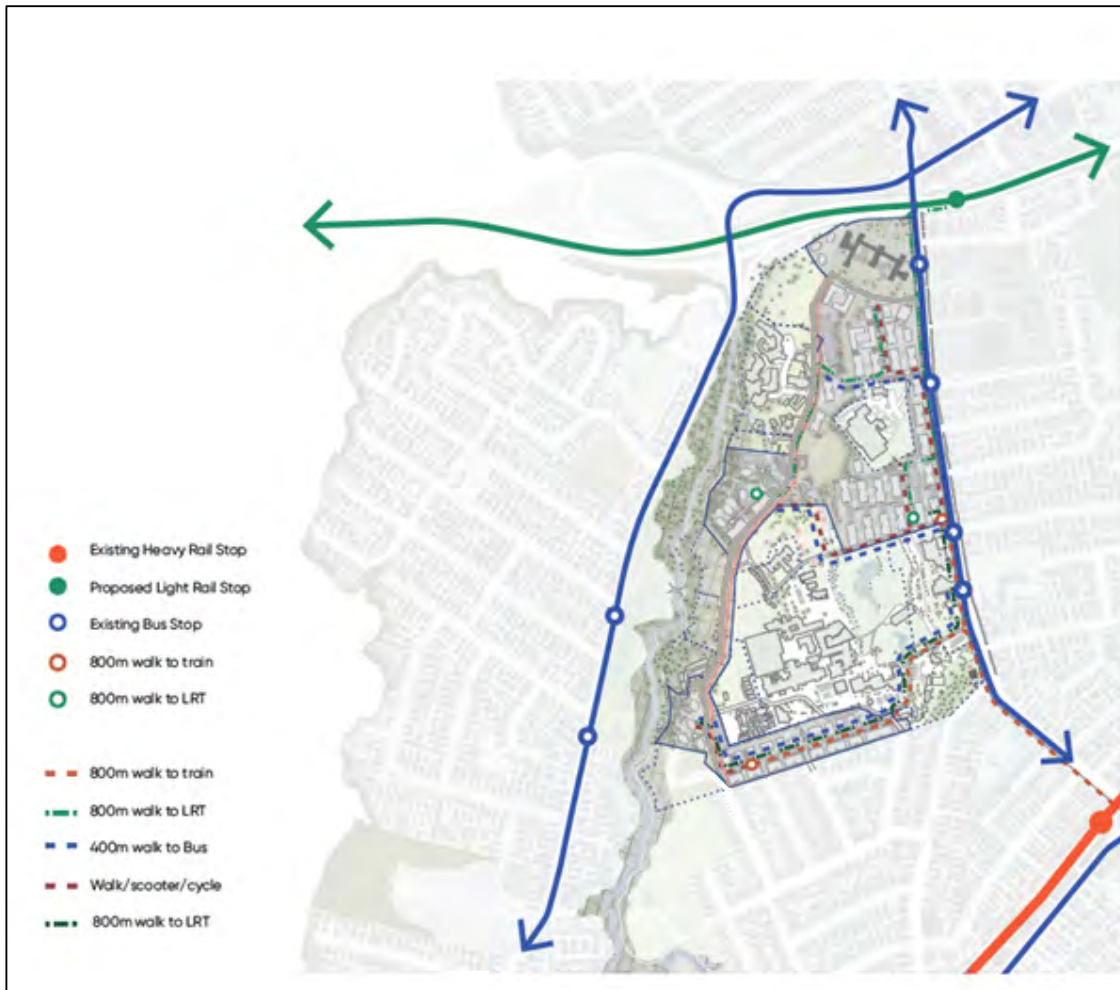 Existing Heavy Rail Stop
Proposed Light Rail Stop
Existing Bus Stop
800m walk to train
800m walk to LRT
800m walk to train
800m walk to LRT
400m walk to Bus
Walk/scooter/cycle
800m walk to LRT